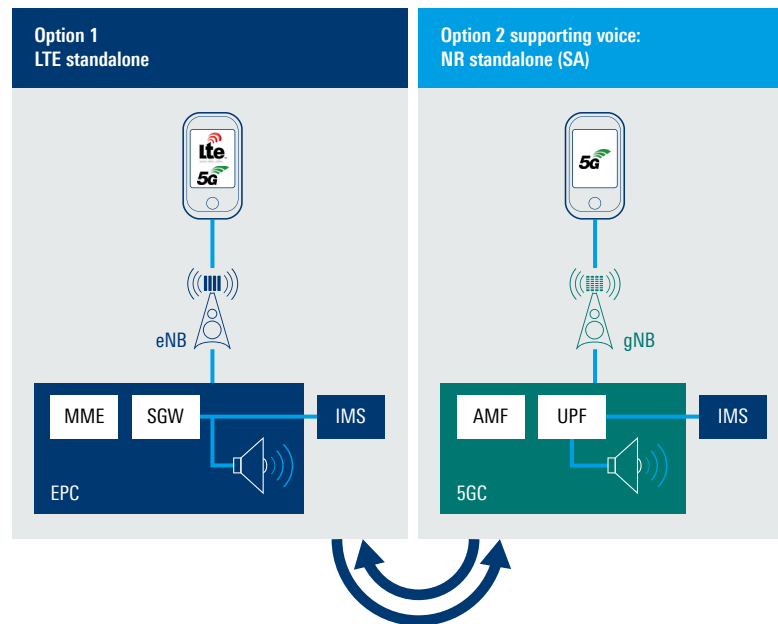 Option 1
LTE standalone
lte
5G
eNB
MME
SGW
IMS
EPC
Option 2 supporting voice:
NR standalone (SA)
5G
gNB
AMF
UPF
IMS
5GC